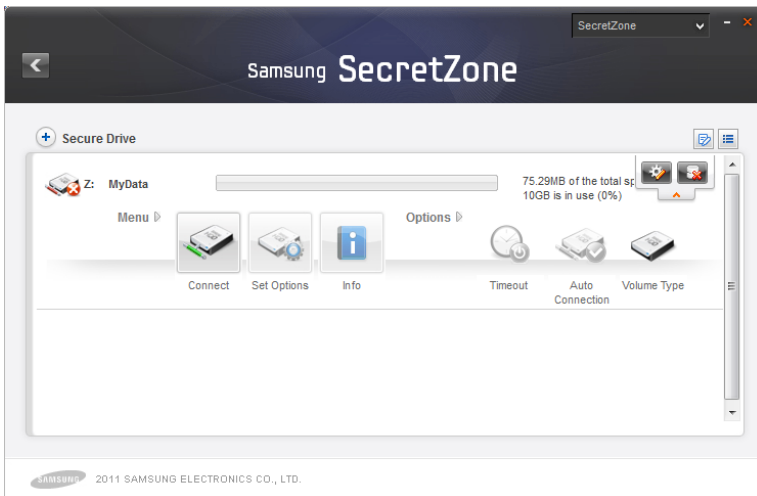 SecretZone
Samsung SecretZone
Secure Drive
Z: MyData
75.29MB of the total sp
10GB is in use (0%)
Menu
Options
Connect
Set Options
Info
Timeout
Auto
Connection
Volume Type
SAMSUNG 2011 SAMSUNG ELECTRONICS CO., LTD.